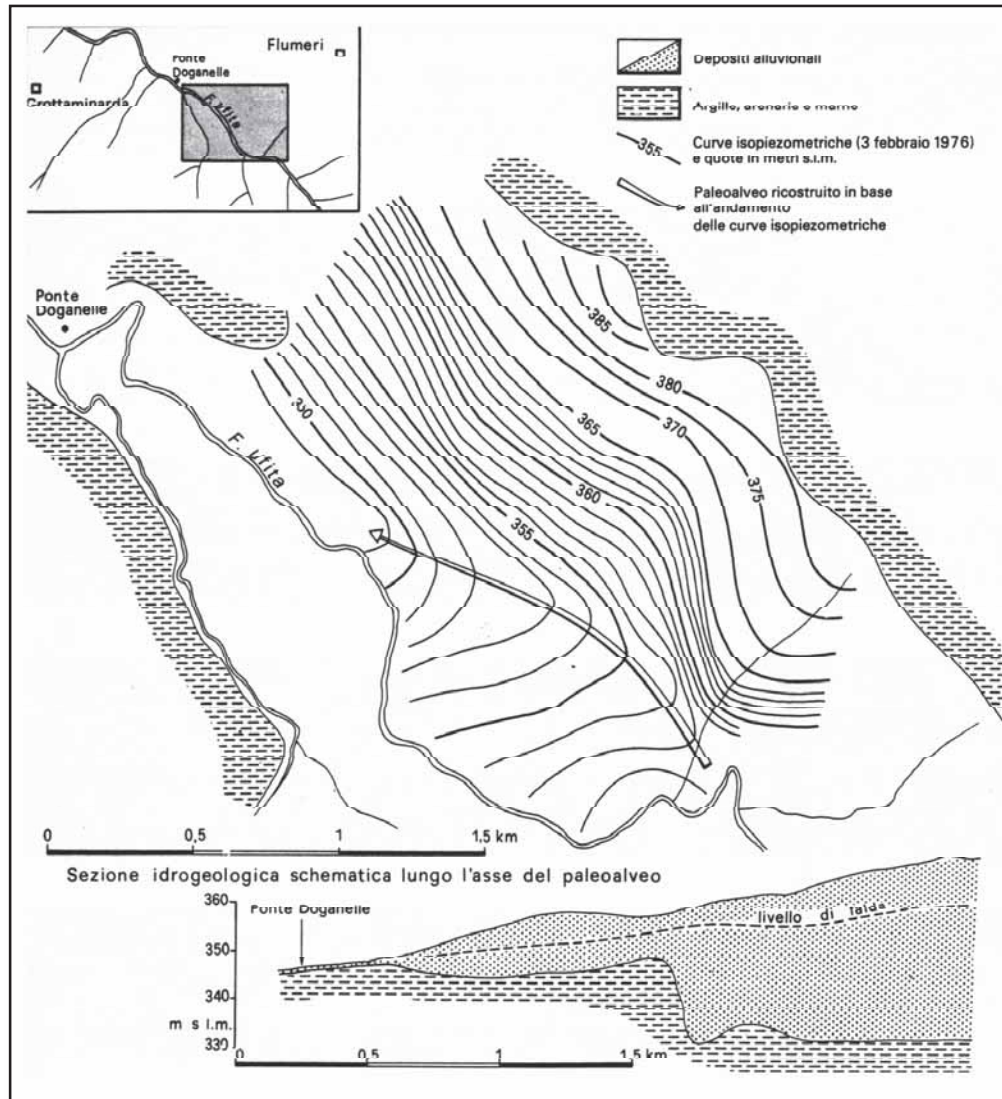 Flumeri
Ponte
Doganelle
Grottaminarda
F. Ufita
Depositi alluvionali
Argille, arenarie e marne
355
Curve isopiezometriche (3 febbraio 1976)
e quote in metri s.l.m.
Paleoalveo ricostruito in base
all'andamento
delle curve isopiezometriche
Ponte
Doganelle
385
380
350
365
370
F. Ufita
375
360
355
0 0,5 1 1,5 km
Sezione idrogeologica schematica lungo l'asse del paleoalveo
Ponte Doganelle
360
livello di falda
350
340
m s l.m.
330
0 0,5 1 1,5 km